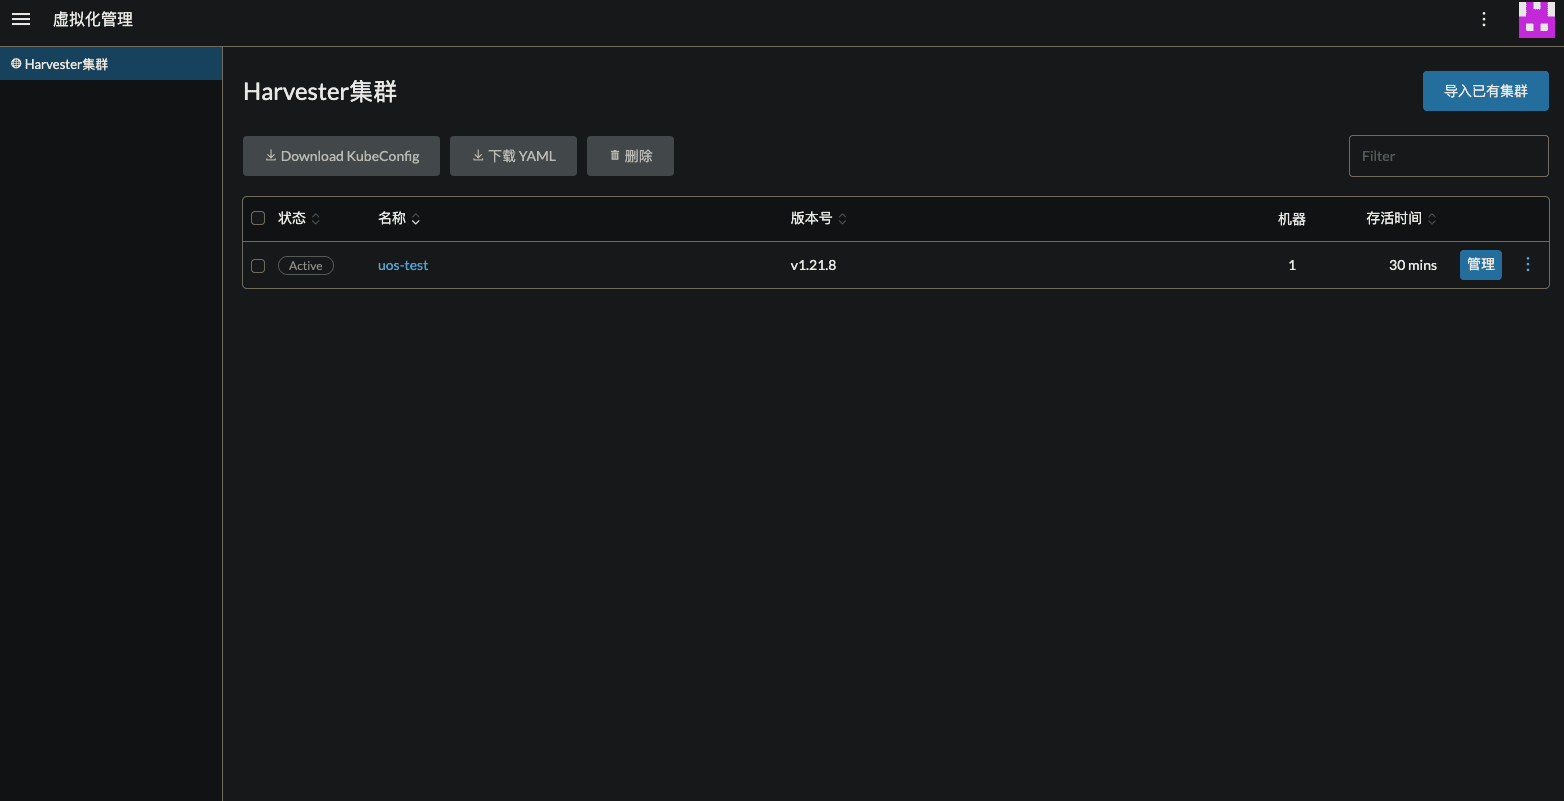 虚拟化管理
Harvester集群
Harvester集群
导入已有集群
Download KubeConfig 下载 YAML 删除 Filter
状态 名称 版本号 机器 存活时间
Active uos-test v1.21.8 1 30 mins 管理